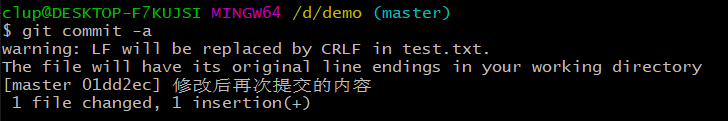 clup@DESKTOP-F7KUJSI MINGW64 /d/demo (master)
$ git commit -a
warning: LF will be replaced by CRLF in test.txt.
The file will have its original line endings in your working directory
[master 01dd2ec] 修改后再次提交的内容
1 file changed, 1 insertion(+)